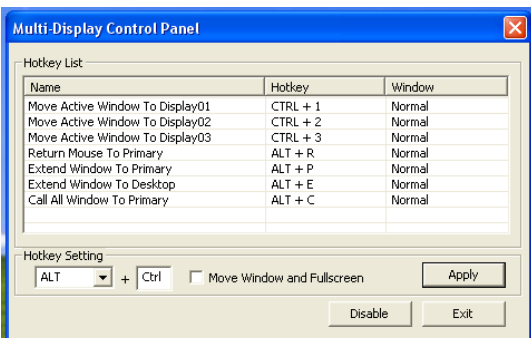 Multi-Display Control Panel
Hotkey List
Name Hotkey Window
Move Active Window To Display01 CTRL + 1 Normal
Move Active Window To Display02 CTRL + 2 Normal
Move Active Window To Display03 CTRL + 3 Normal
Return Mouse To Primary ALT + R Normal
Extend Window To Primary ALT + P Normal
Extend Window To Desktop ALT + E Normal
Call All Window To Primary ALT + C Normal
Hotkey Setting
ALT + Ctrl Move Window and Fullscreen Apply
Disable Exit